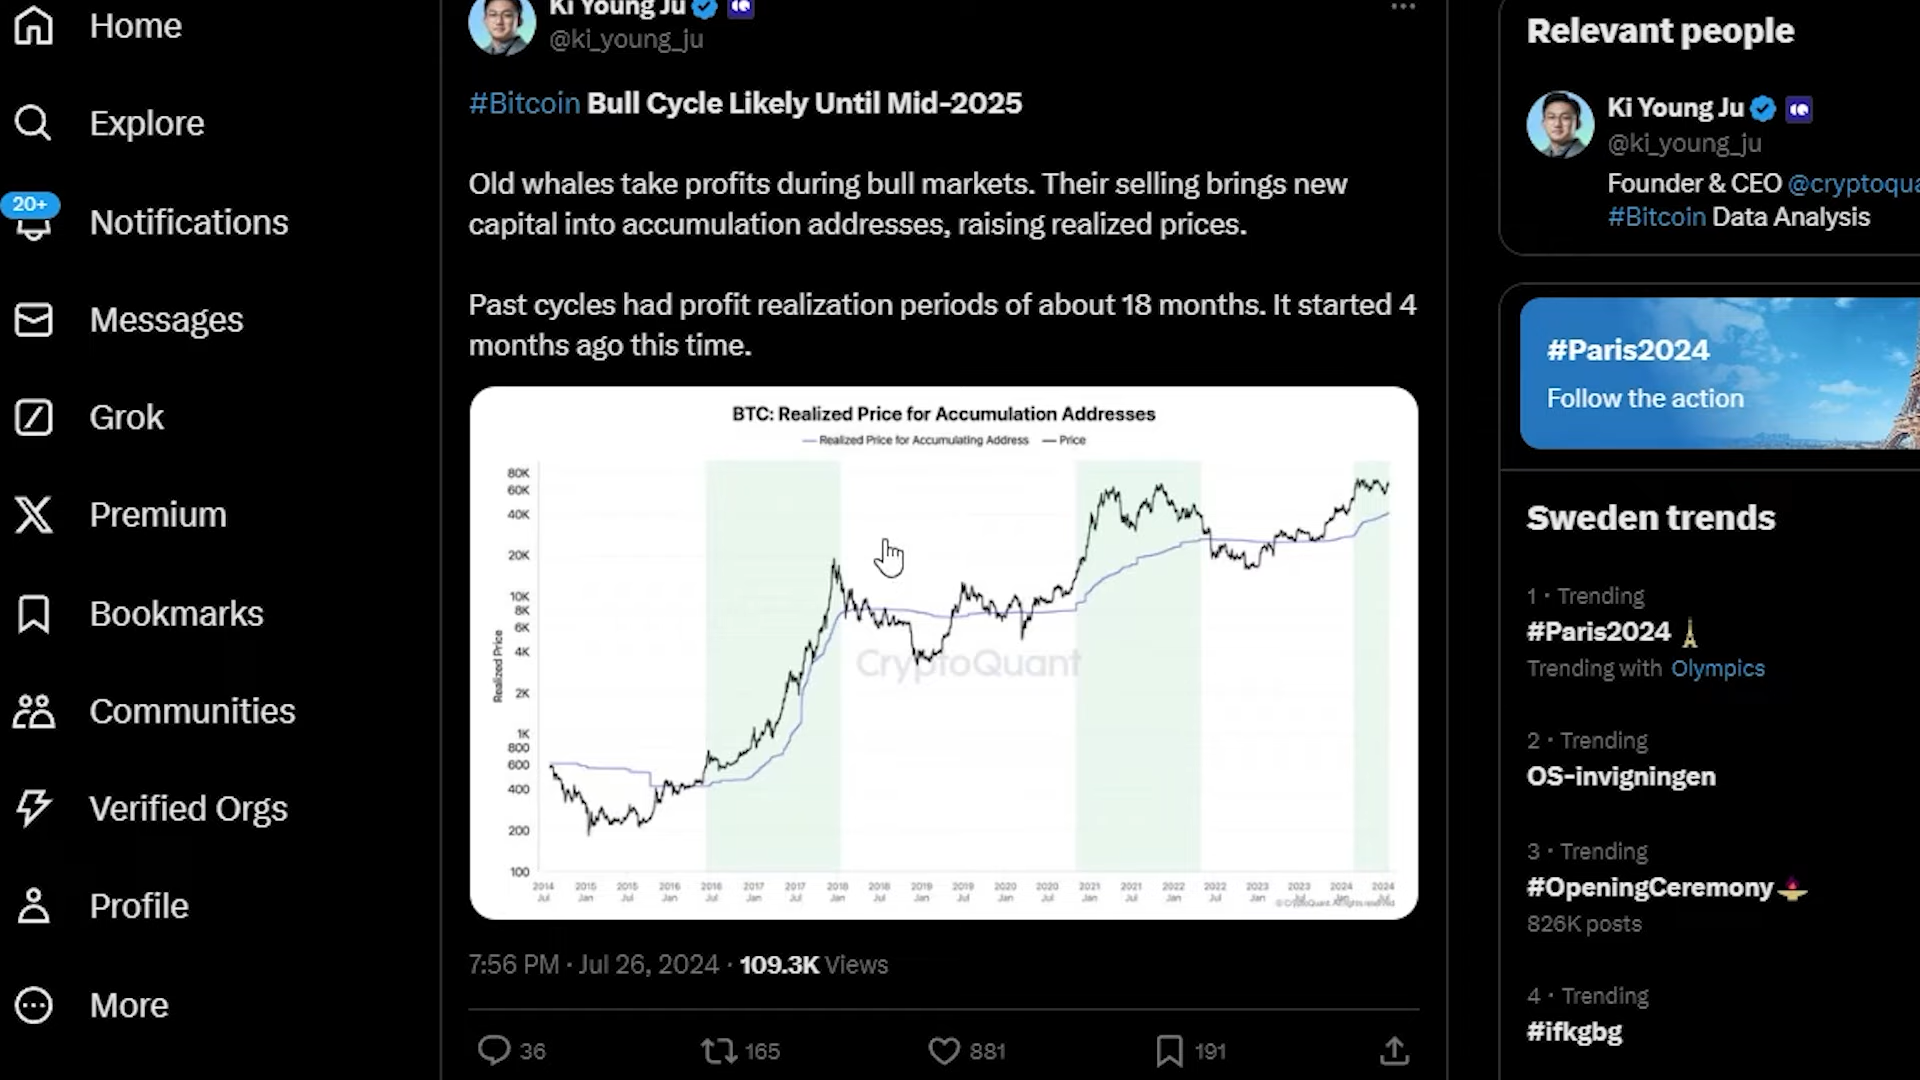 Home
Explore
20+
Notifications
Messages
Grok
Premium
Bookmarks
Communities
Verified Orgs
Profile
More
Ki Young Ju
@ki_young_ju
#Bitcoin Bull Cycle Likely Until Mid-2025
Old whales take profits during bull markets. Their selling brings new
capital into accumulation addresses, raising realized prices.
Past cycles had profit realization periods of about 18 months. It started 4
months ago this time.
BTC: Realized Price for Accumulation Addresses
Realized Price for Accumulating Address
Price
Realized Price
80K
60K
40K
20K
10K
8K
6K
4K
2K
1K
800
600
400
200
100
CryptoQuant
2014 2015 2015 2016 2016 2017 2017 2018 2018 2019 2019 2020 2020 2021 2021 2022 2022 2023 2023 2024 2024
Jul Jan Jul Jan Jul Jan Jul Jan Jul Jan Jul Jan Jul Jan Jul Jan Jul Jan Jul Jan Jul
© CryptoQuant. All rights reserved
7:56 PM · Jul 26, 2024 · 109.3K Views
36
165
881
191
Relevant people
Ki Young Ju
@ki_young_ju
Founder & CEO @cryptoqua
#Bitcoin Data Analysis
#Paris2024
Follow the action
Sweden trends
1 · Trending
#Paris2024
Trending with Olympics
2 · Trending
OS-invigningen
3 · Trending
#OpeningCeremony
826K posts
4 · Trending
#ifkgbg